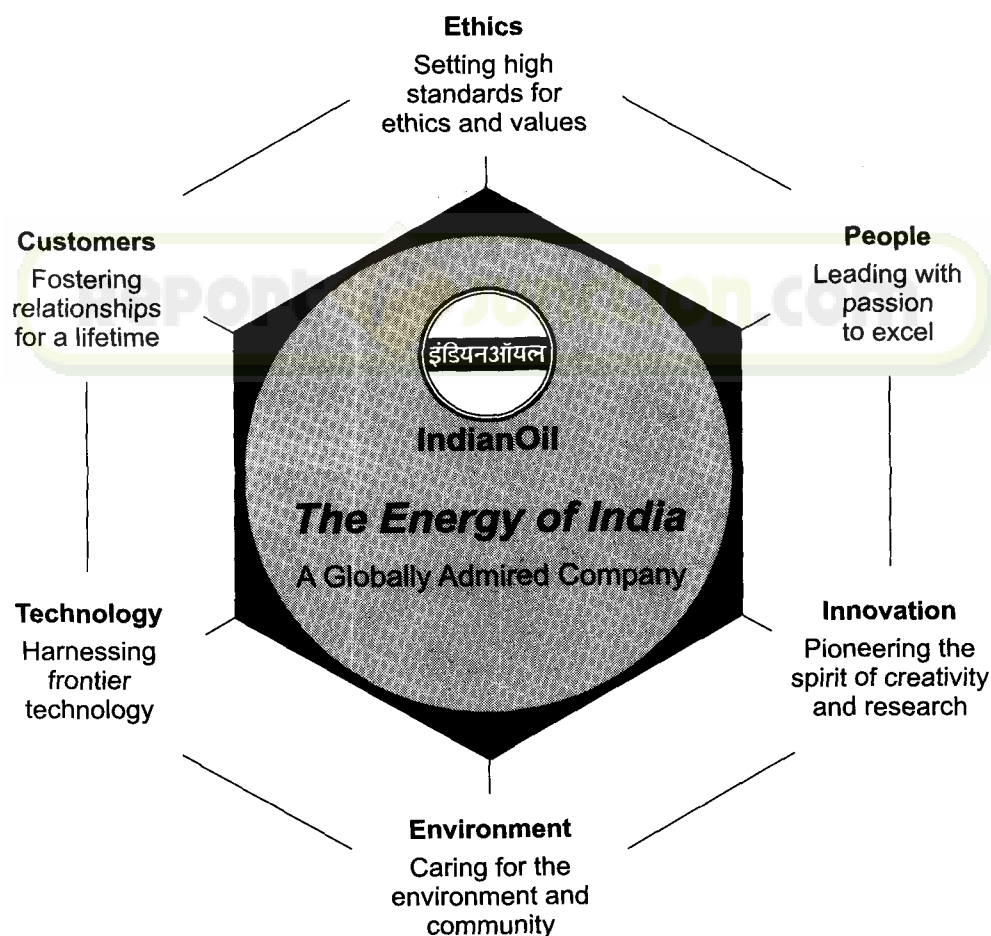 Ethics
Setting high
standards for
ethics and values
Customers
Fostering
relationships
for a lifetime
People
Leading with
passion
to excel
इंडियनऑयल
IndianOil
The Energy of India
A Globally Admired Company
Technology
Harnessing
frontier
technology
Innovation
Pioneering the
spirit of creativity
and research
Environment
Caring for the
environment and
community